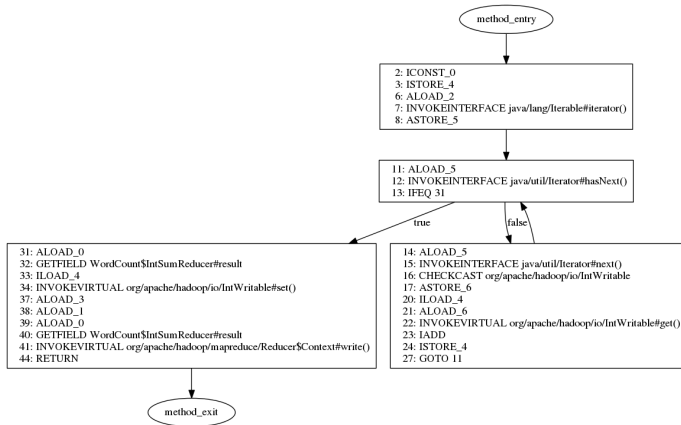 method_entry
2: ICONST_0
3: ISTORE_4
6: ALOAD_2
7: INVOKEINTERFACE java/lang/Iterable#iterator()
8: ASTORE_5
11: ALOAD_5
12: INVOKEINTERFACE java/util/Iterator#hasNext()
13: IFEQ 31
true
false
31: ALOAD_0
32: GETFIELD WordCount$IntSumReducer#result
33: ILOAD_4
34: INVOKEVIRTUAL org/apache/hadoop/io/IntWritable#set()
37: ALOAD_3
38: ALOAD_1
39: ALOAD_0
40: GETFIELD WordCount$IntSumReducer#result
41: INVOKEVIRTUAL org/apache/hadoop/mapreduce/Reducer$Context#write()
44: RETURN
14: ALOAD_5
15: INVOKEINTERFACE java/util/Iterator#next()
16: CHECKCAST org/apache/hadoop/io/IntWritable
17: ASTORE_6
20: ILOAD_4
21: ALOAD_6
22: INVOKEVIRTUAL org/apache/hadoop/io/IntWritable#get()
23: IADD
24: ISTORE_4
27: GOTO 11
method_exit